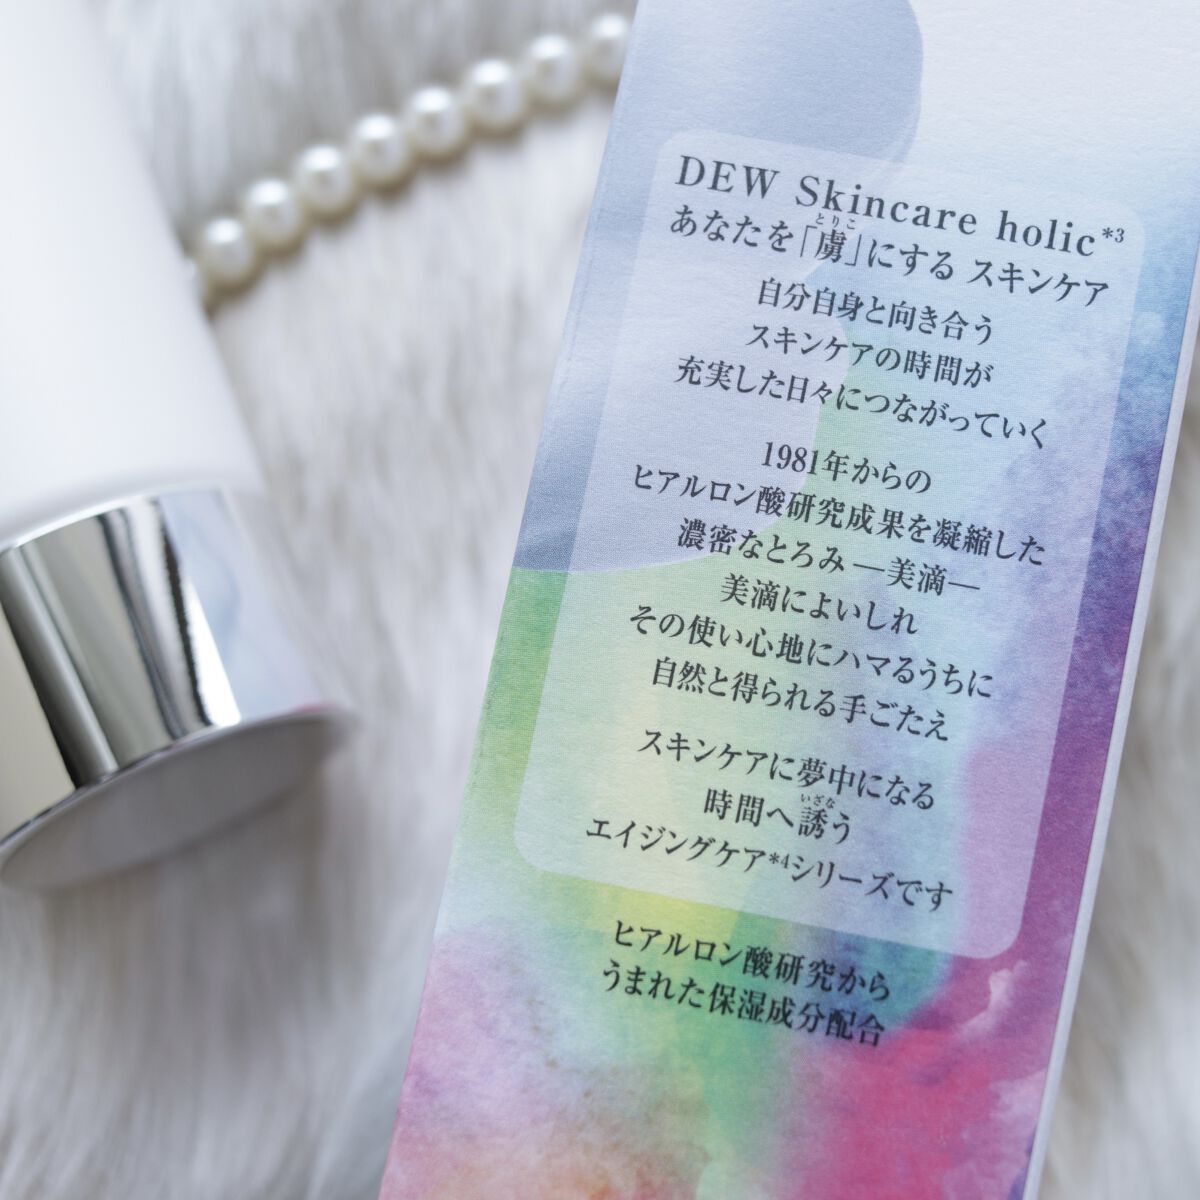 DEW Skincare holic*3
あなたを「虜」にする スキンケア
とりこ
自分自身と向き合う
スキンケアの時間が
充実した日々につながっていく
1981年からの
ヒアルロン酸研究成果を凝縮した
濃密なとろみ ―美滴―
美滴によいしれ
その使い心地にハマるうちに
自然と得られる手ごたえ
スキンケアに夢中になる
いざな
時間へ誘う
エイジングケア*4シリーズです
ヒアルロン酸研究から
うまれた保湿成分配合